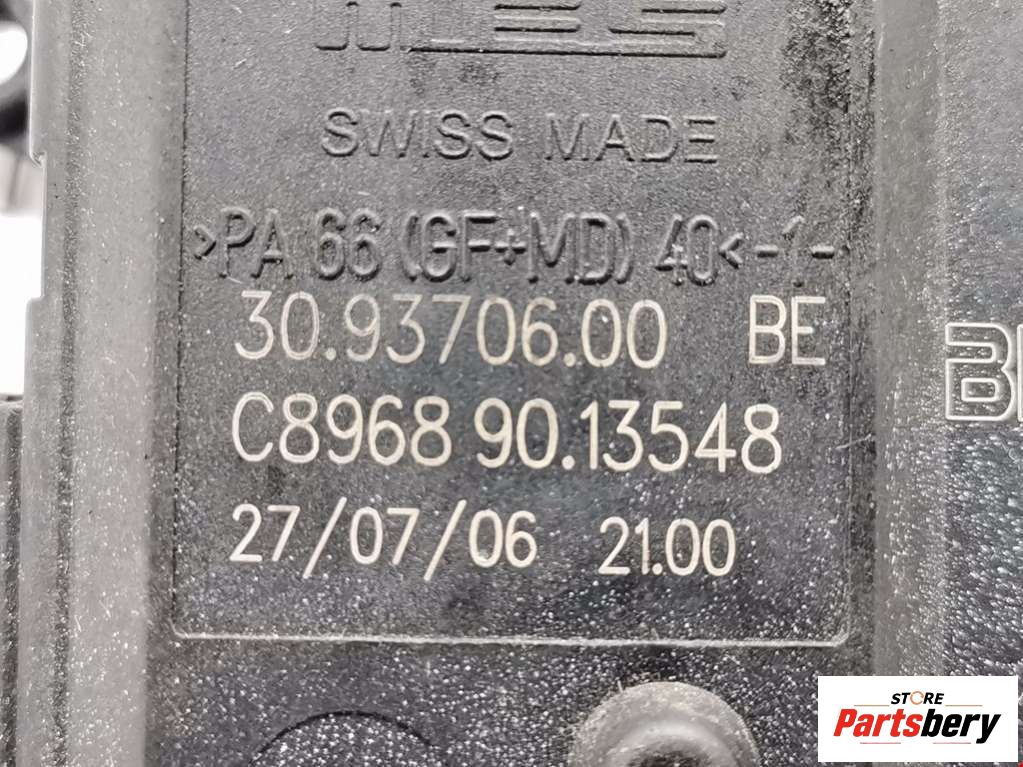 SWISS MADE
>PA 66 (GF+MD) 40<-1-
30.93706.00 BE
C8968 90.13548
27/07/06 21.00
STORE
Partsbery